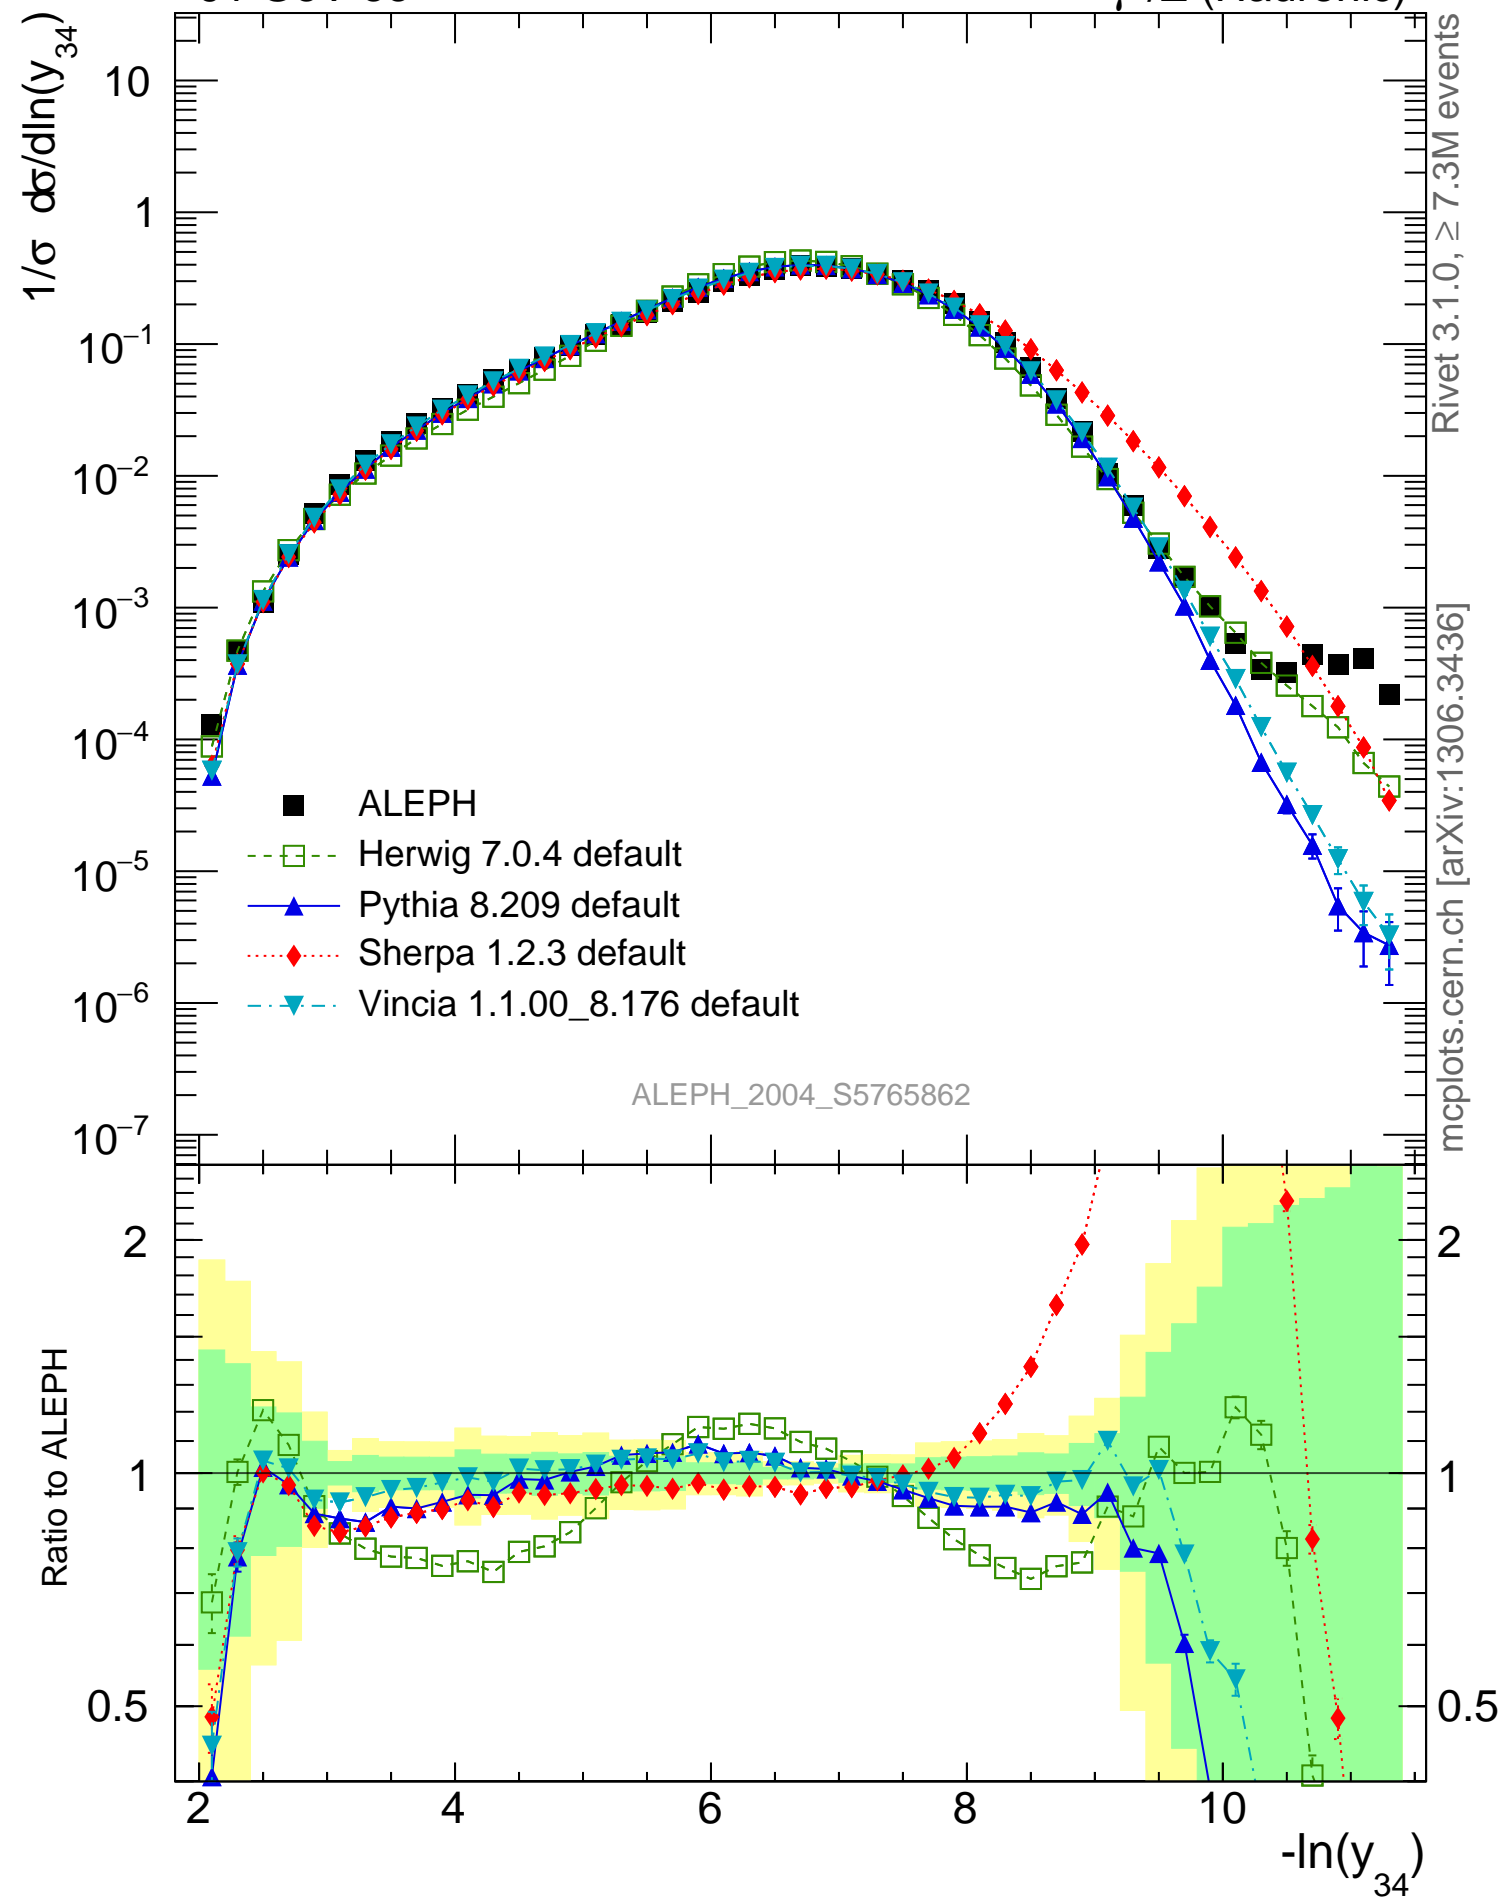 1/σ dσ/dln(y34)
10
1
10−1
10−2
10−3
10−4
10−5
10−6
10−7
ALEPH
Herwig 7.0.4 default
Pythia 8.209 default
Sherpa 1.2.3 default
Vincia 1.1.00_8.176 default
ALEPH_2004_S5765862
Rivet 3.1.0, ≥ 7.3M events
mcplots.cern.ch [arXiv:1306.3436]
Ratio to ALEPH
2
1
0.5
2
1
0.5
2 4 6 8 10
-ln(y34)